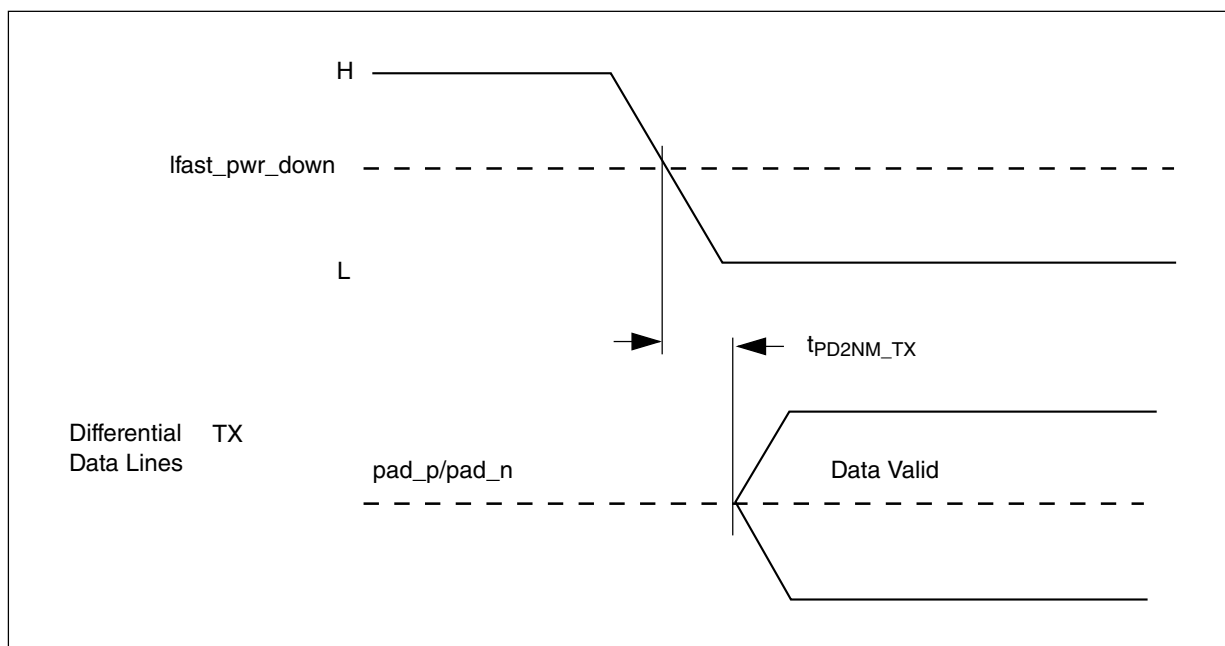 H
lfast_pwr_down
L
tPD2NM_TX
Differential TX
Data Lines
pad_p/pad_n
Data Valid